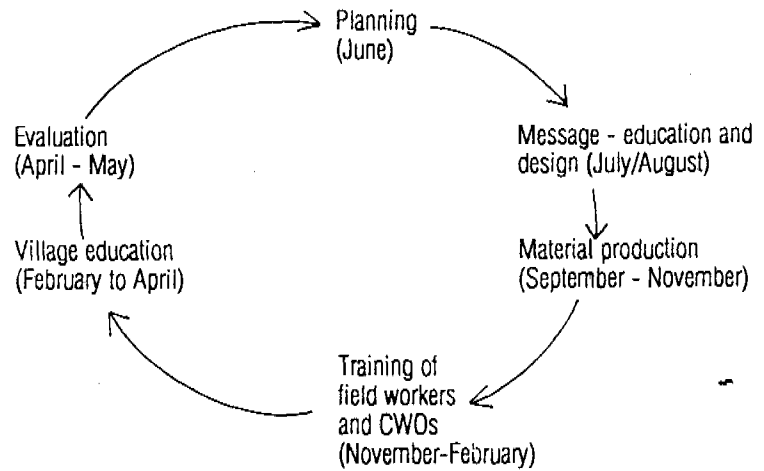 Planning
(June)
Message - education and
design (July/August)
Material production
(September - November)
Training of
field workers
and CWOs
(November-February)
Village education
(February to April)
Evaluation
(April - May)